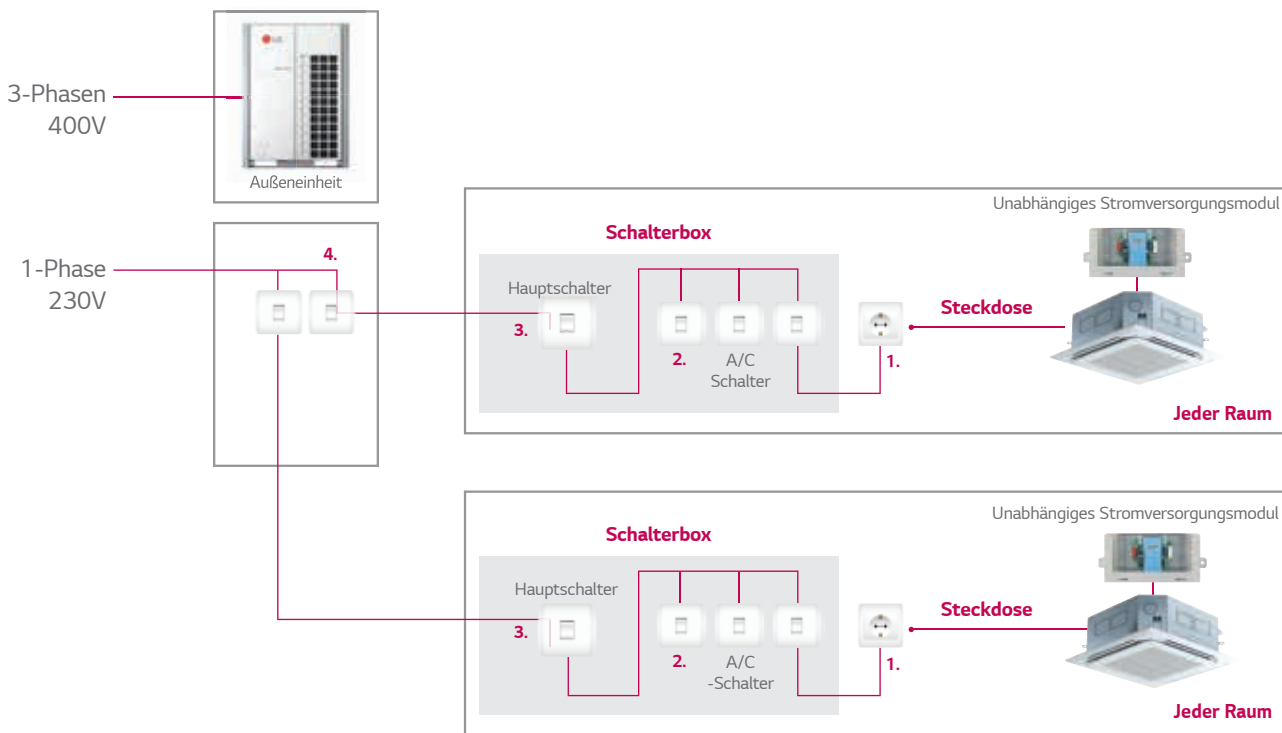 3-Phasen
400V
LG
Außeneinheit
1-Phase
230V
4.
Unabhängiges Stromversorgungsmodul
Schalterbox
Hauptschalter
3.
2.
A/C
Schalter
1.
Steckdose
Jeder Raum
Unabhängiges Stromversorgungsmodul
Schalterbox
Hauptschalter
3.
2.
A/C
-Schalter
1.
Steckdose
Jeder Raum